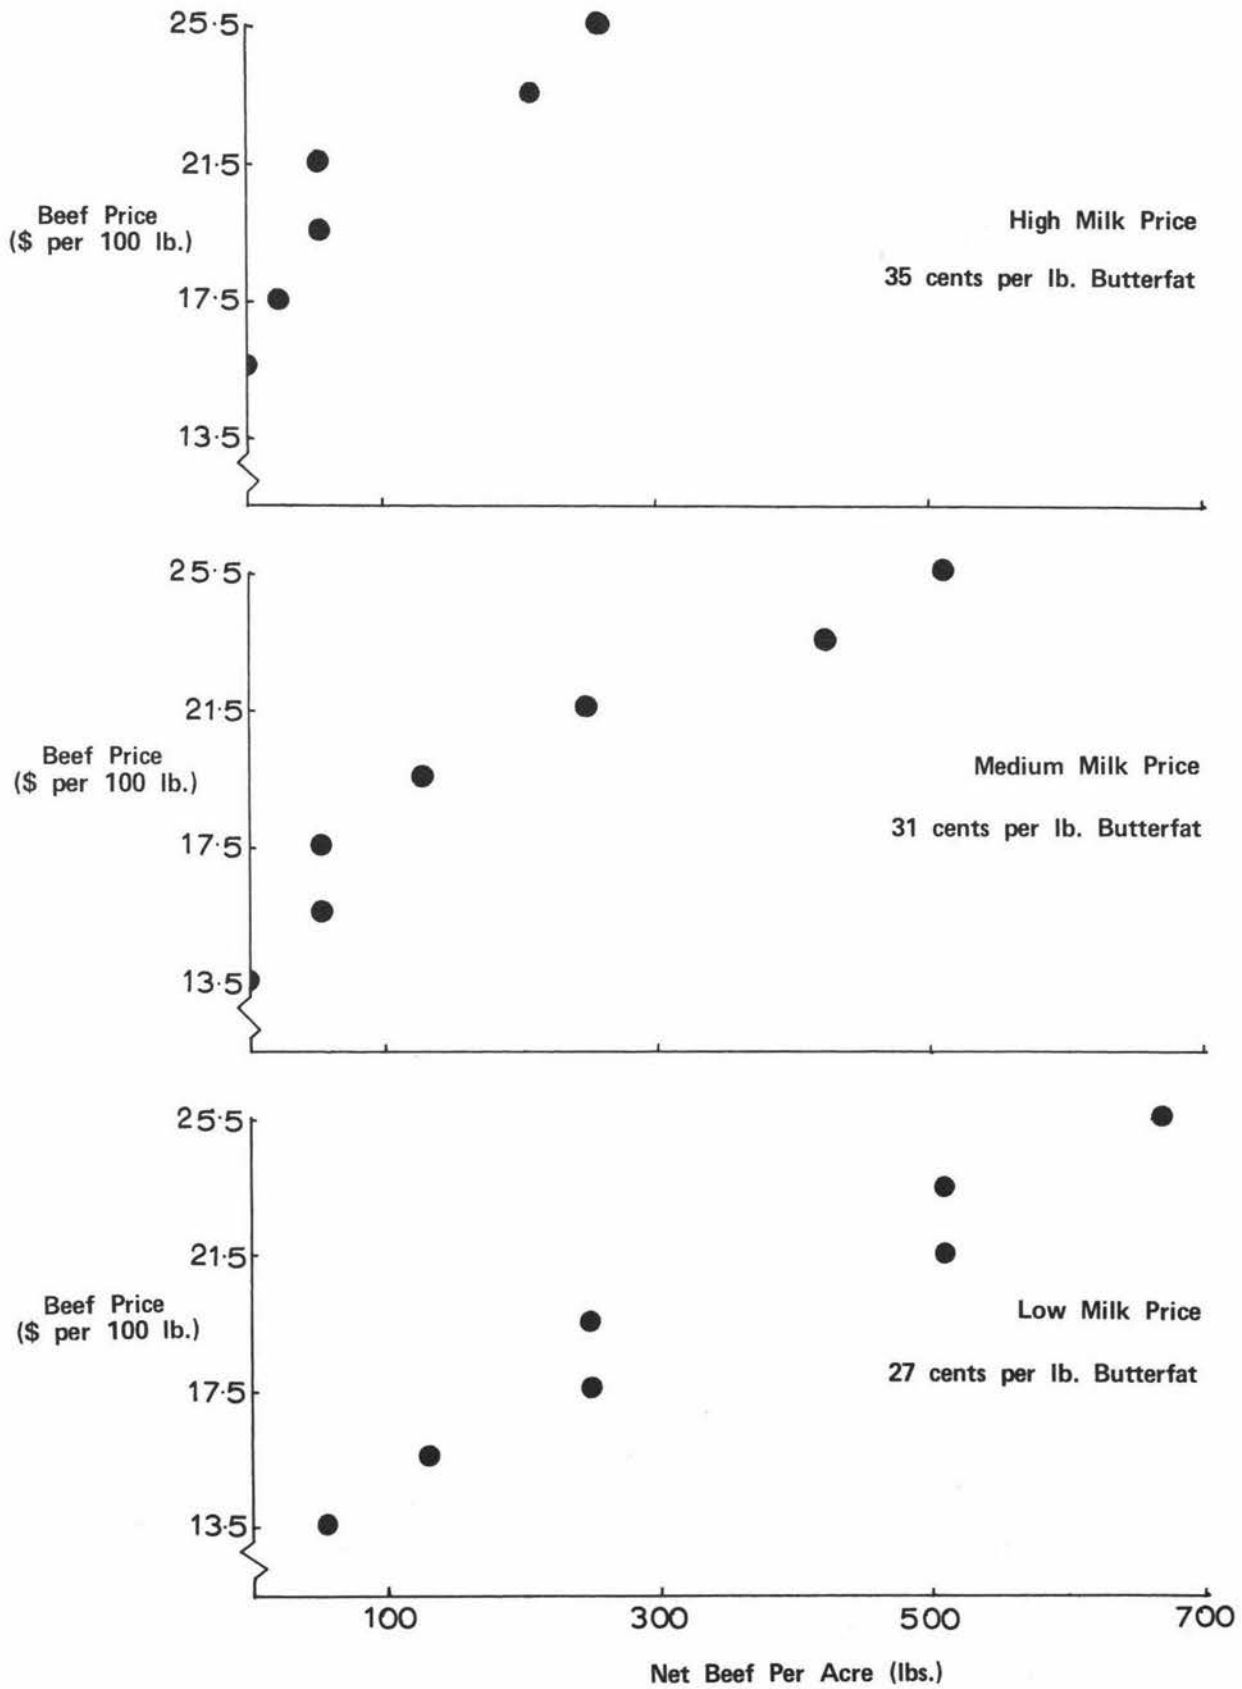 25·5
21·5
Beef Price
($ per 100 lb.)
High Milk Price
35 cents per lb. Butterfat
17·5
13·5
25·5
21·5
Beef Price
($ per 100 lb.)
Medium Milk Price
31 cents per lb. Butterfat
17·5
13·5
25·5
21·5
Beef Price
($ per 100 lb.)
Low Milk Price
27 cents per lb. Butterfat
17·5
13·5
100 300 500 700
Net Beef Per Acre (lbs.)